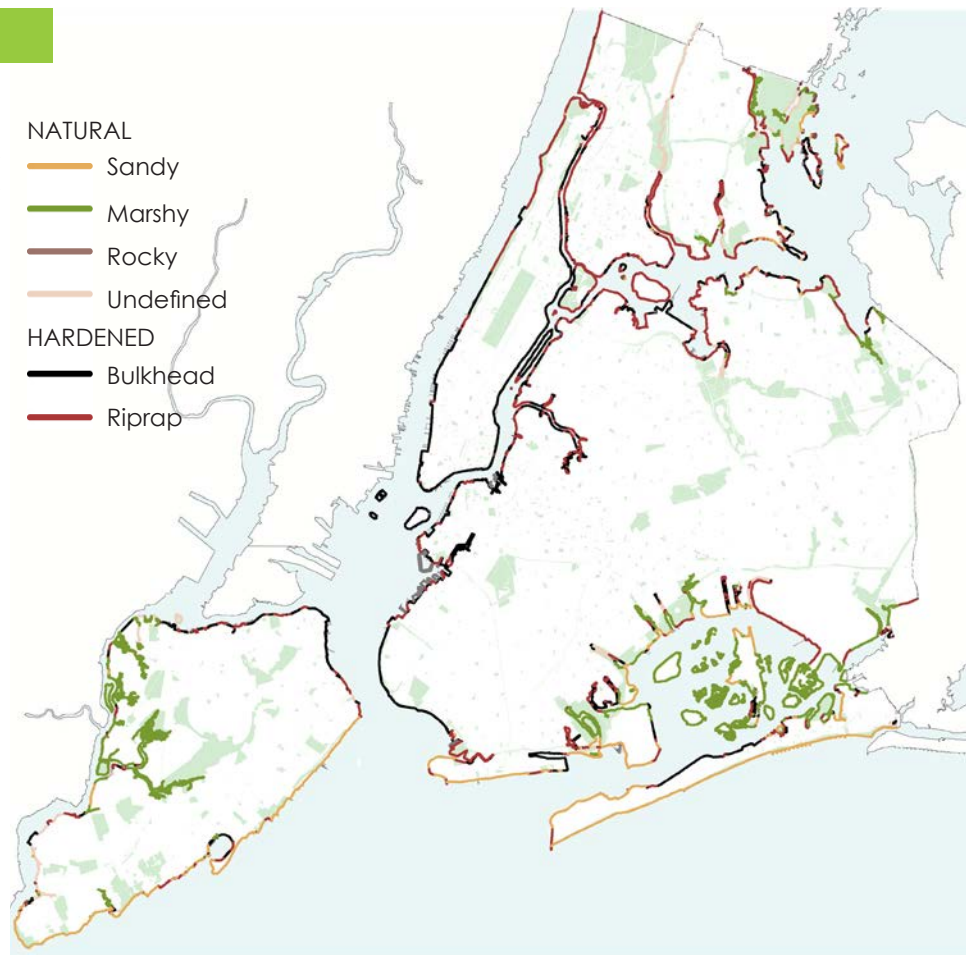 NATURAL
Sandy
Marshy
Rocky
Undefined
HARDENED
Bulkhead
Riprap